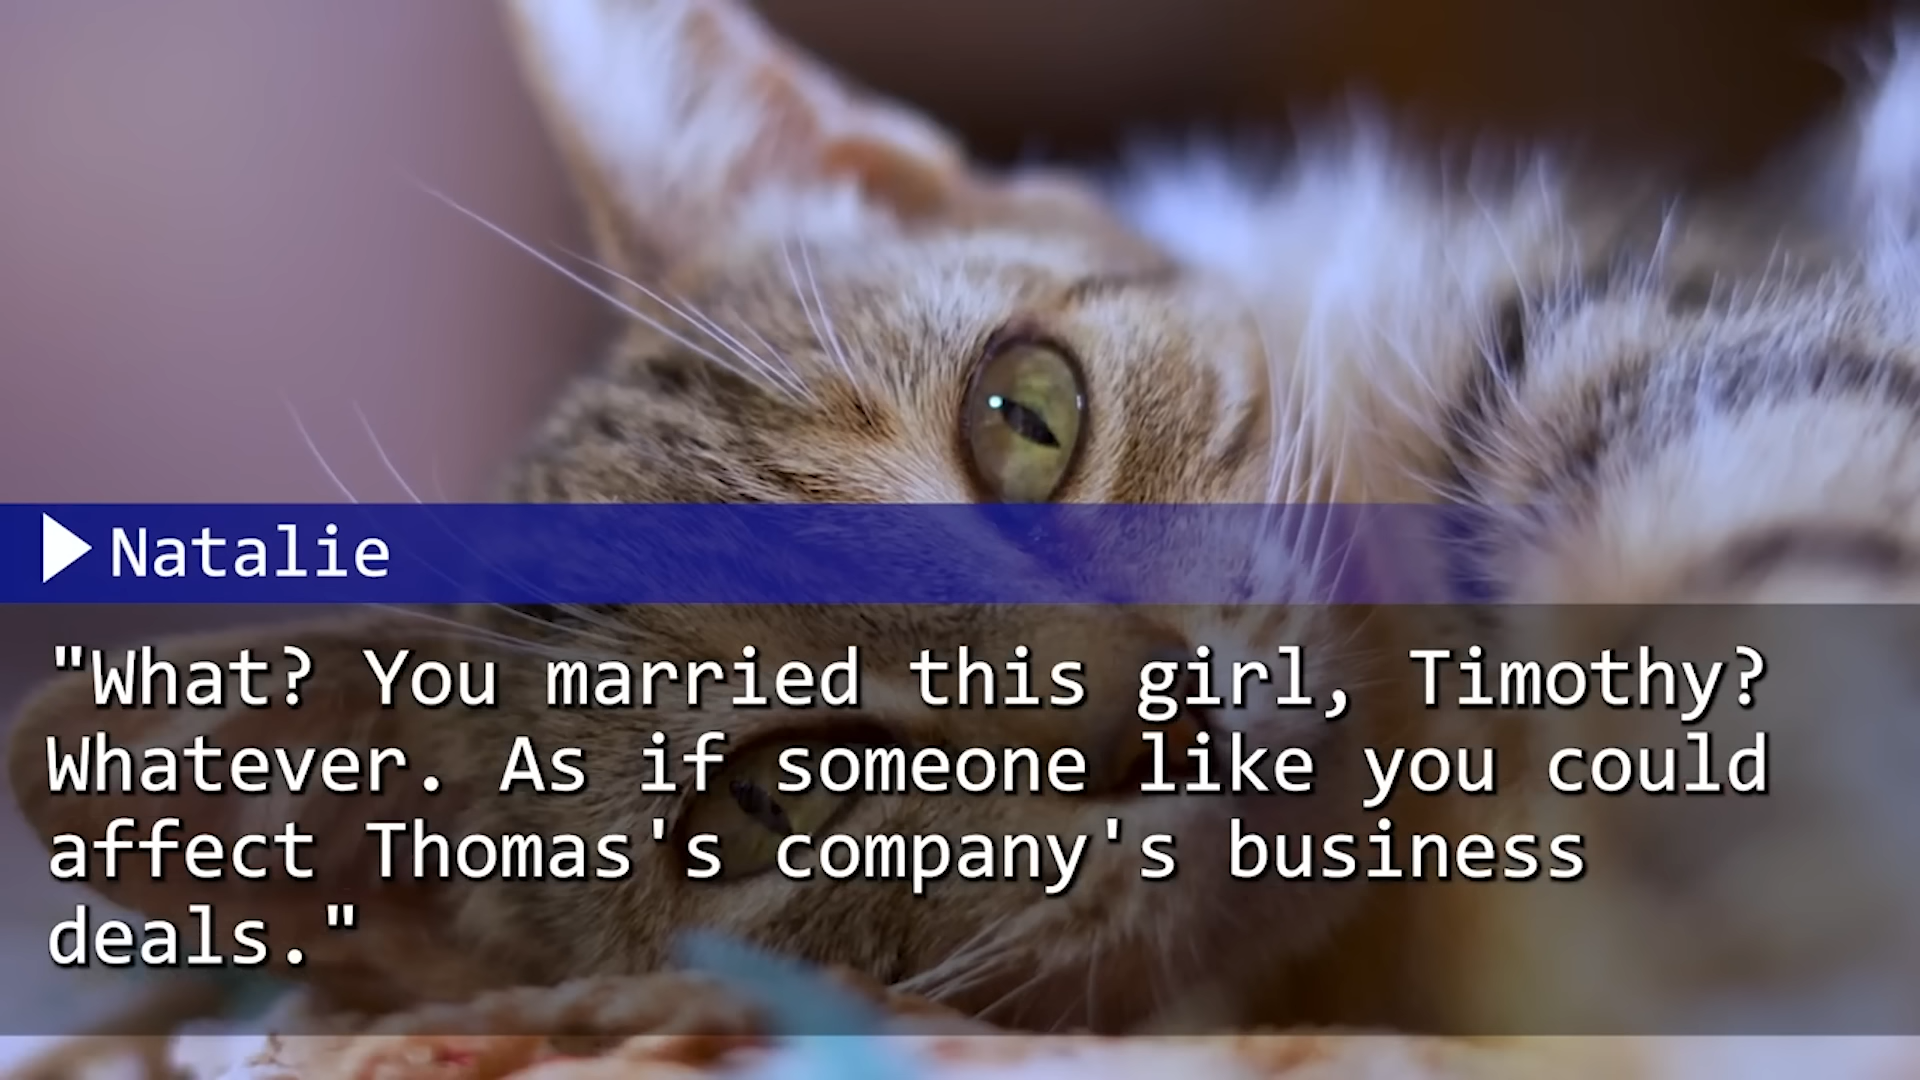 Natalie
"What? You married this girl, Timothy?
Whatever. As if someone like you could
affect Thomas's company's business
deals."